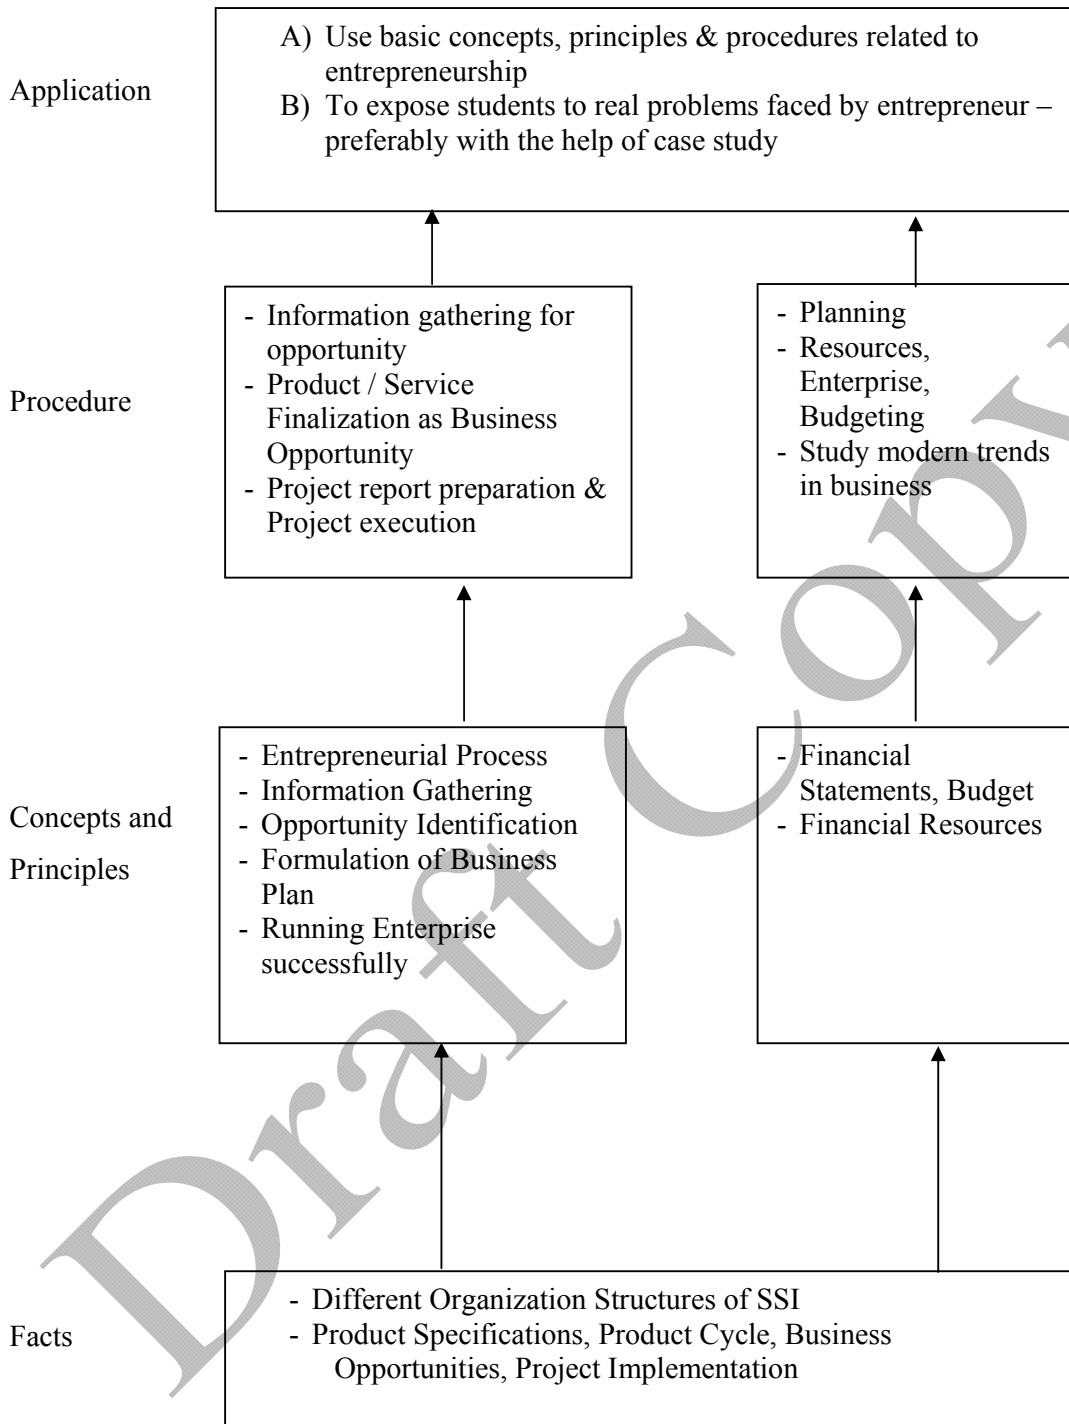 Application
A) Use basic concepts, principles & procedures related to
entrepreneurship
B) To expose students to real problems faced by entrepreneur –
preferably with the help of case study
Procedure
- Information gathering for
opportunity
- Product / Service
Finalization as Business
Opportunity
- Project report preparation &
Project execution
- Planning
- Resources,
Enterprise,
Budgeting
- Study modern trends
in business
Concepts and
Principles
- Entrepreneurial Process
- Information Gathering
- Opportunity Identification
- Formulation of Business
Plan
- Running Enterprise
successfully
- Financial
Statements, Budget
- Financial Resources
Facts
- Different Organization Structures of SSI
- Product Specifications, Product Cycle, Business
Opportunities, Project Implementation
Draft Copy